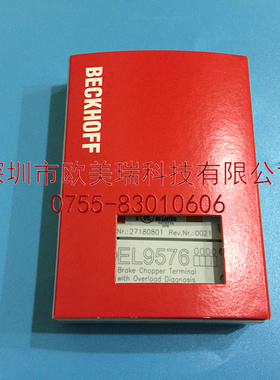 BECKHOFF
深圳市欧美瑞科技有限公司
0755-83010606
Nr.:27180801 Rev.Nr.:0021
EL9576
Brake Chopper Terminal
with Overload Diagnosis